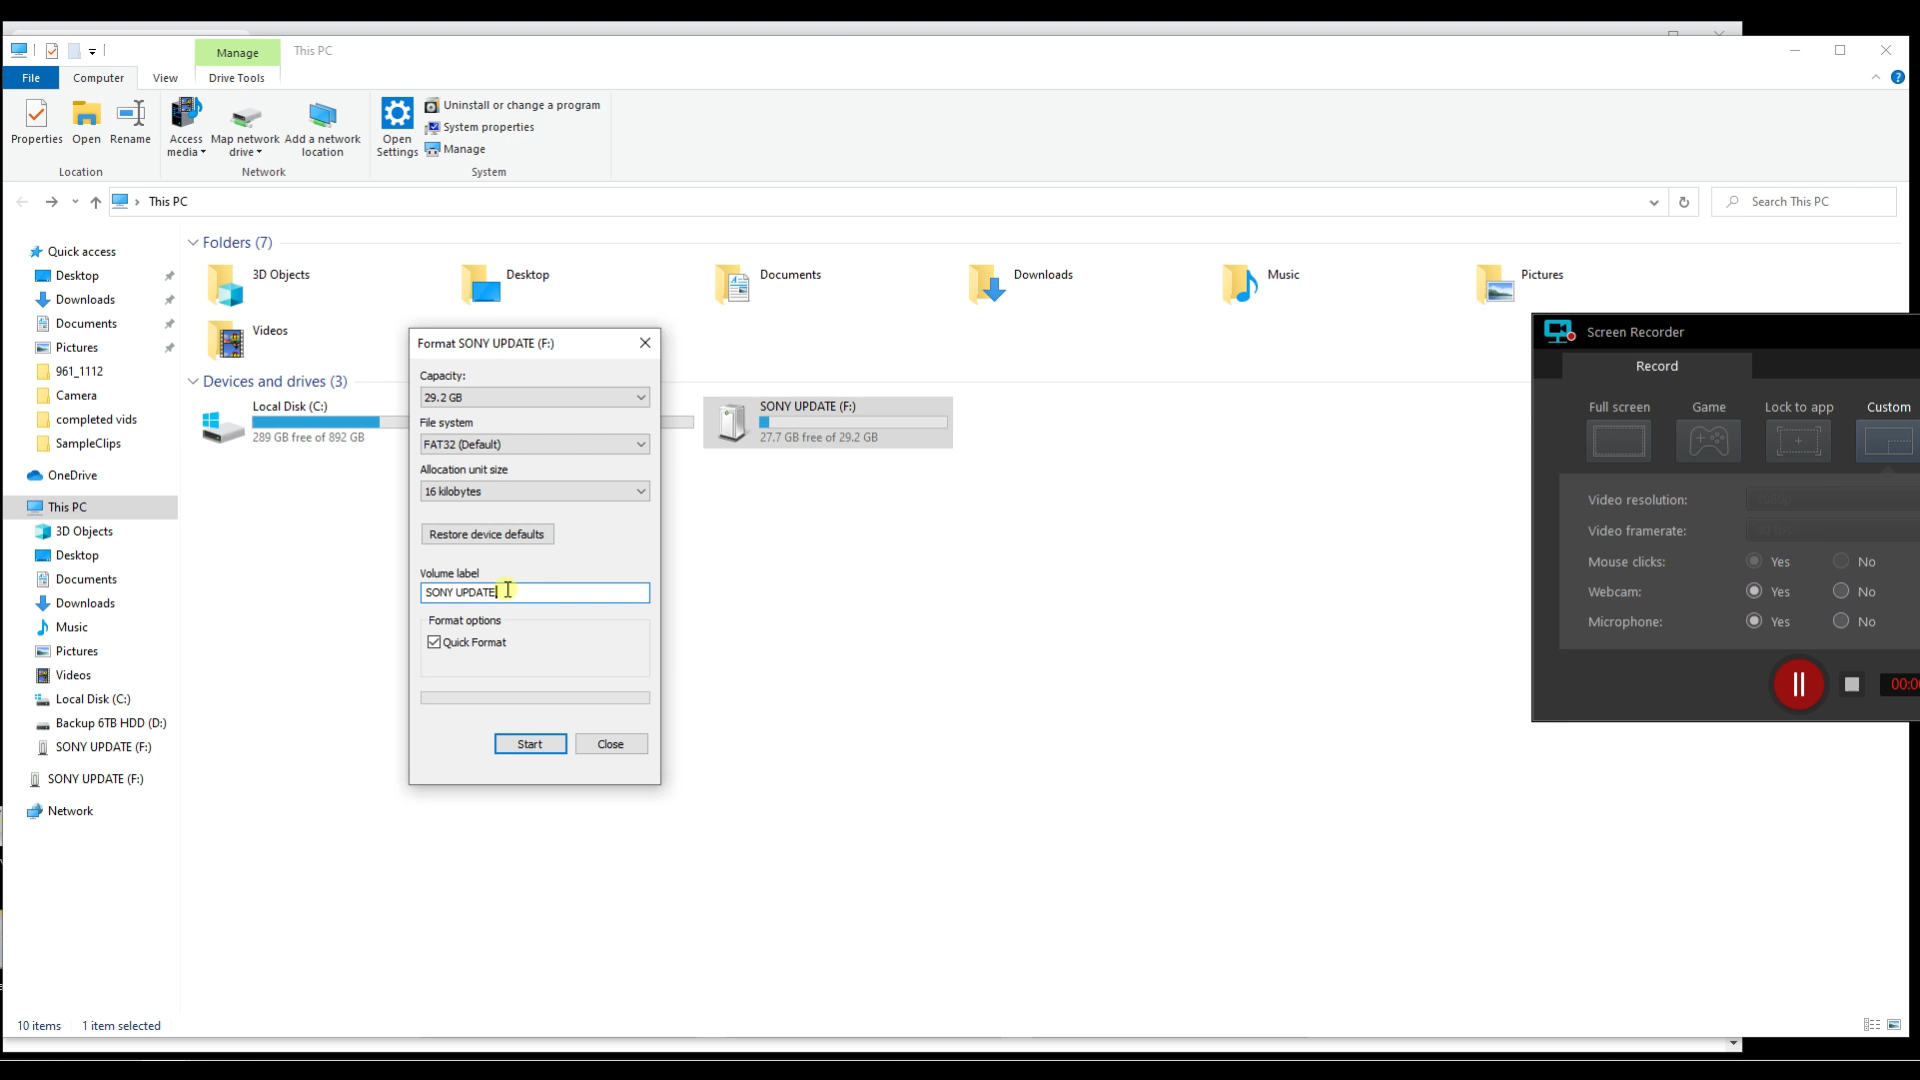 Manage
This PC
File
Computer
View
Drive Tools
Properties
Open
Rename
Access media
Map network drive
Add a network location
Open Settings
Uninstall or change a program
System properties
Manage
Location
Network
System
This PC
Search This PC
Quick access
Desktop
Downloads
Documents
Pictures
961_1112
Camera
completed vids
SampleClips
OneDrive
This PC
3D Objects
Desktop
Documents
Downloads
Music
Pictures
Videos
Local Disk (C:)
Backup 6TB HDD (D:)
SONY UPDATE (F:)
SONY UPDATE (F:)
Network
Folders (7)
3D Objects
Desktop
Documents
Downloads
Music
Pictures
Videos
Devices and drives (3)
Local Disk (C:)
289 GB free of 892 GB
SONY UPDATE (F:)
27.7 GB free of 29.2 GB
Format SONY UPDATE (F:)
Capacity:
29.2 GB
File system
FAT32 (Default)
Allocation unit size
16 kilobytes
Restore device defaults
Volume label
SONY UPDATE
Format options
Quick Format
Start
Close
Screen Recorder
Record
Full screen
Game
Lock to app
Custom
Video resolution:
Video framerate:
Mouse clicks:
Yes
No
Webcam:
Yes
No
Microphone:
Yes
No
10 items
1 item selected